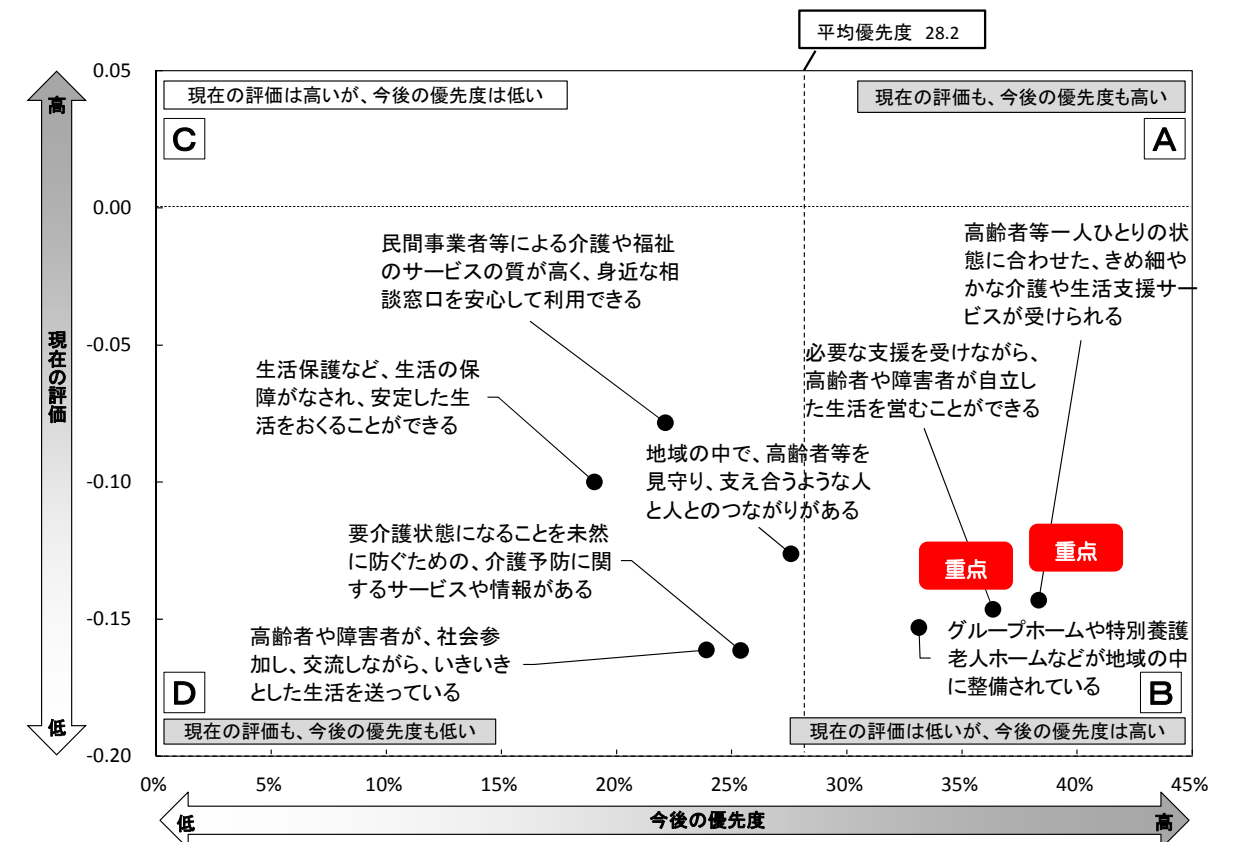 平均優先度 28.2
0.05
0.00
-0.05
-0.10
-0.15
-0.20
高
現在の評価
低
現在の評価は高いが、今後の優先度は低い
C
現在の評価も、今後の優先度も高い
A
民間事業者等による介護や福祉
のサービスの質が高く、身近な相
談窓口を安心して利用できる
高齢者等一人ひとりの状
態に合わせた、きめ細や
かな介護や生活支援サー
ビスが受けられる
生活保護など、生活の保
障がなされ、安定した生
活をおくることができる
必要な支援を受けながら、
高齢者や障害者が自立し
た生活を営むことができる
地域の中で、高齢者等を
見守り、支え合うような人
と人とのつながりがある
要介護状態になることを未然
に防ぐための、介護予防に関
するサービスや情報がある
重点
重点
高齢者や障害者が、社会参
加し、交流しながら、いきいき
とした生活を送っている
グループホームや特別養護
老人ホームなどが地域の中
に整備されている
D
現在の評価も、今後の優先度も低い
B
現在の評価は低いが、今後の優先度は高い
0%
5%
10%
15%
20%
25%
30%
35%
40%
45%
低
今後の優先度
高